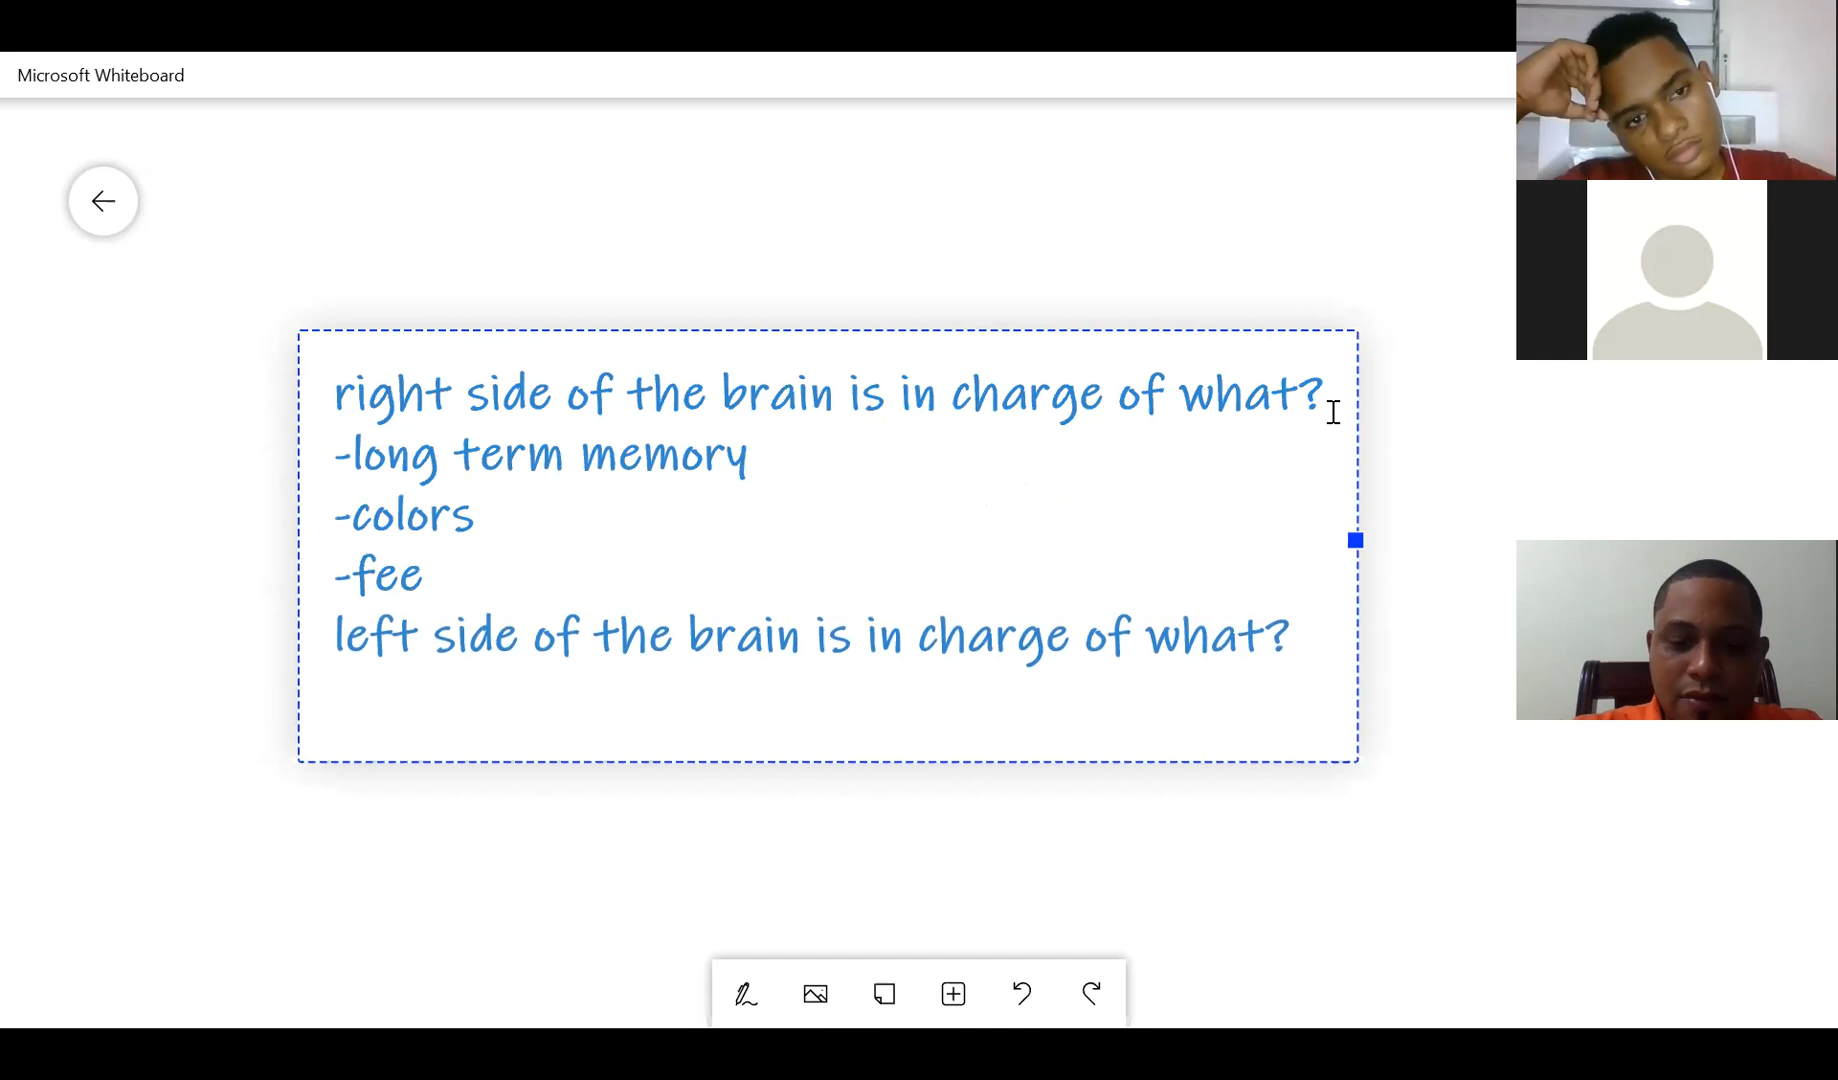 Microsoft Whiteboard
right side of the brain is in charge of what?
-long term memory
-colors
-fee
left side of the brain is in charge of what?